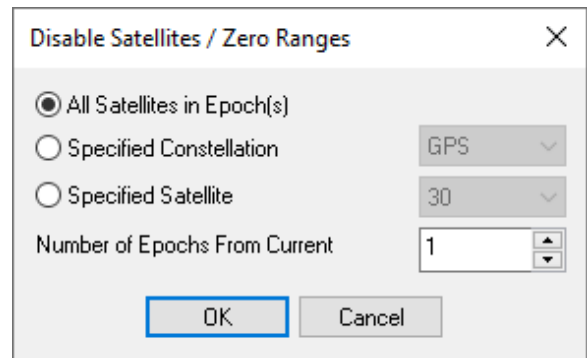 Disable Satellites / Zero Ranges
All Satellites in Epoch(s)
Specified Constellation GPS
Specified Satellite 30
Number of Epochs From Current 1
OK Cancel